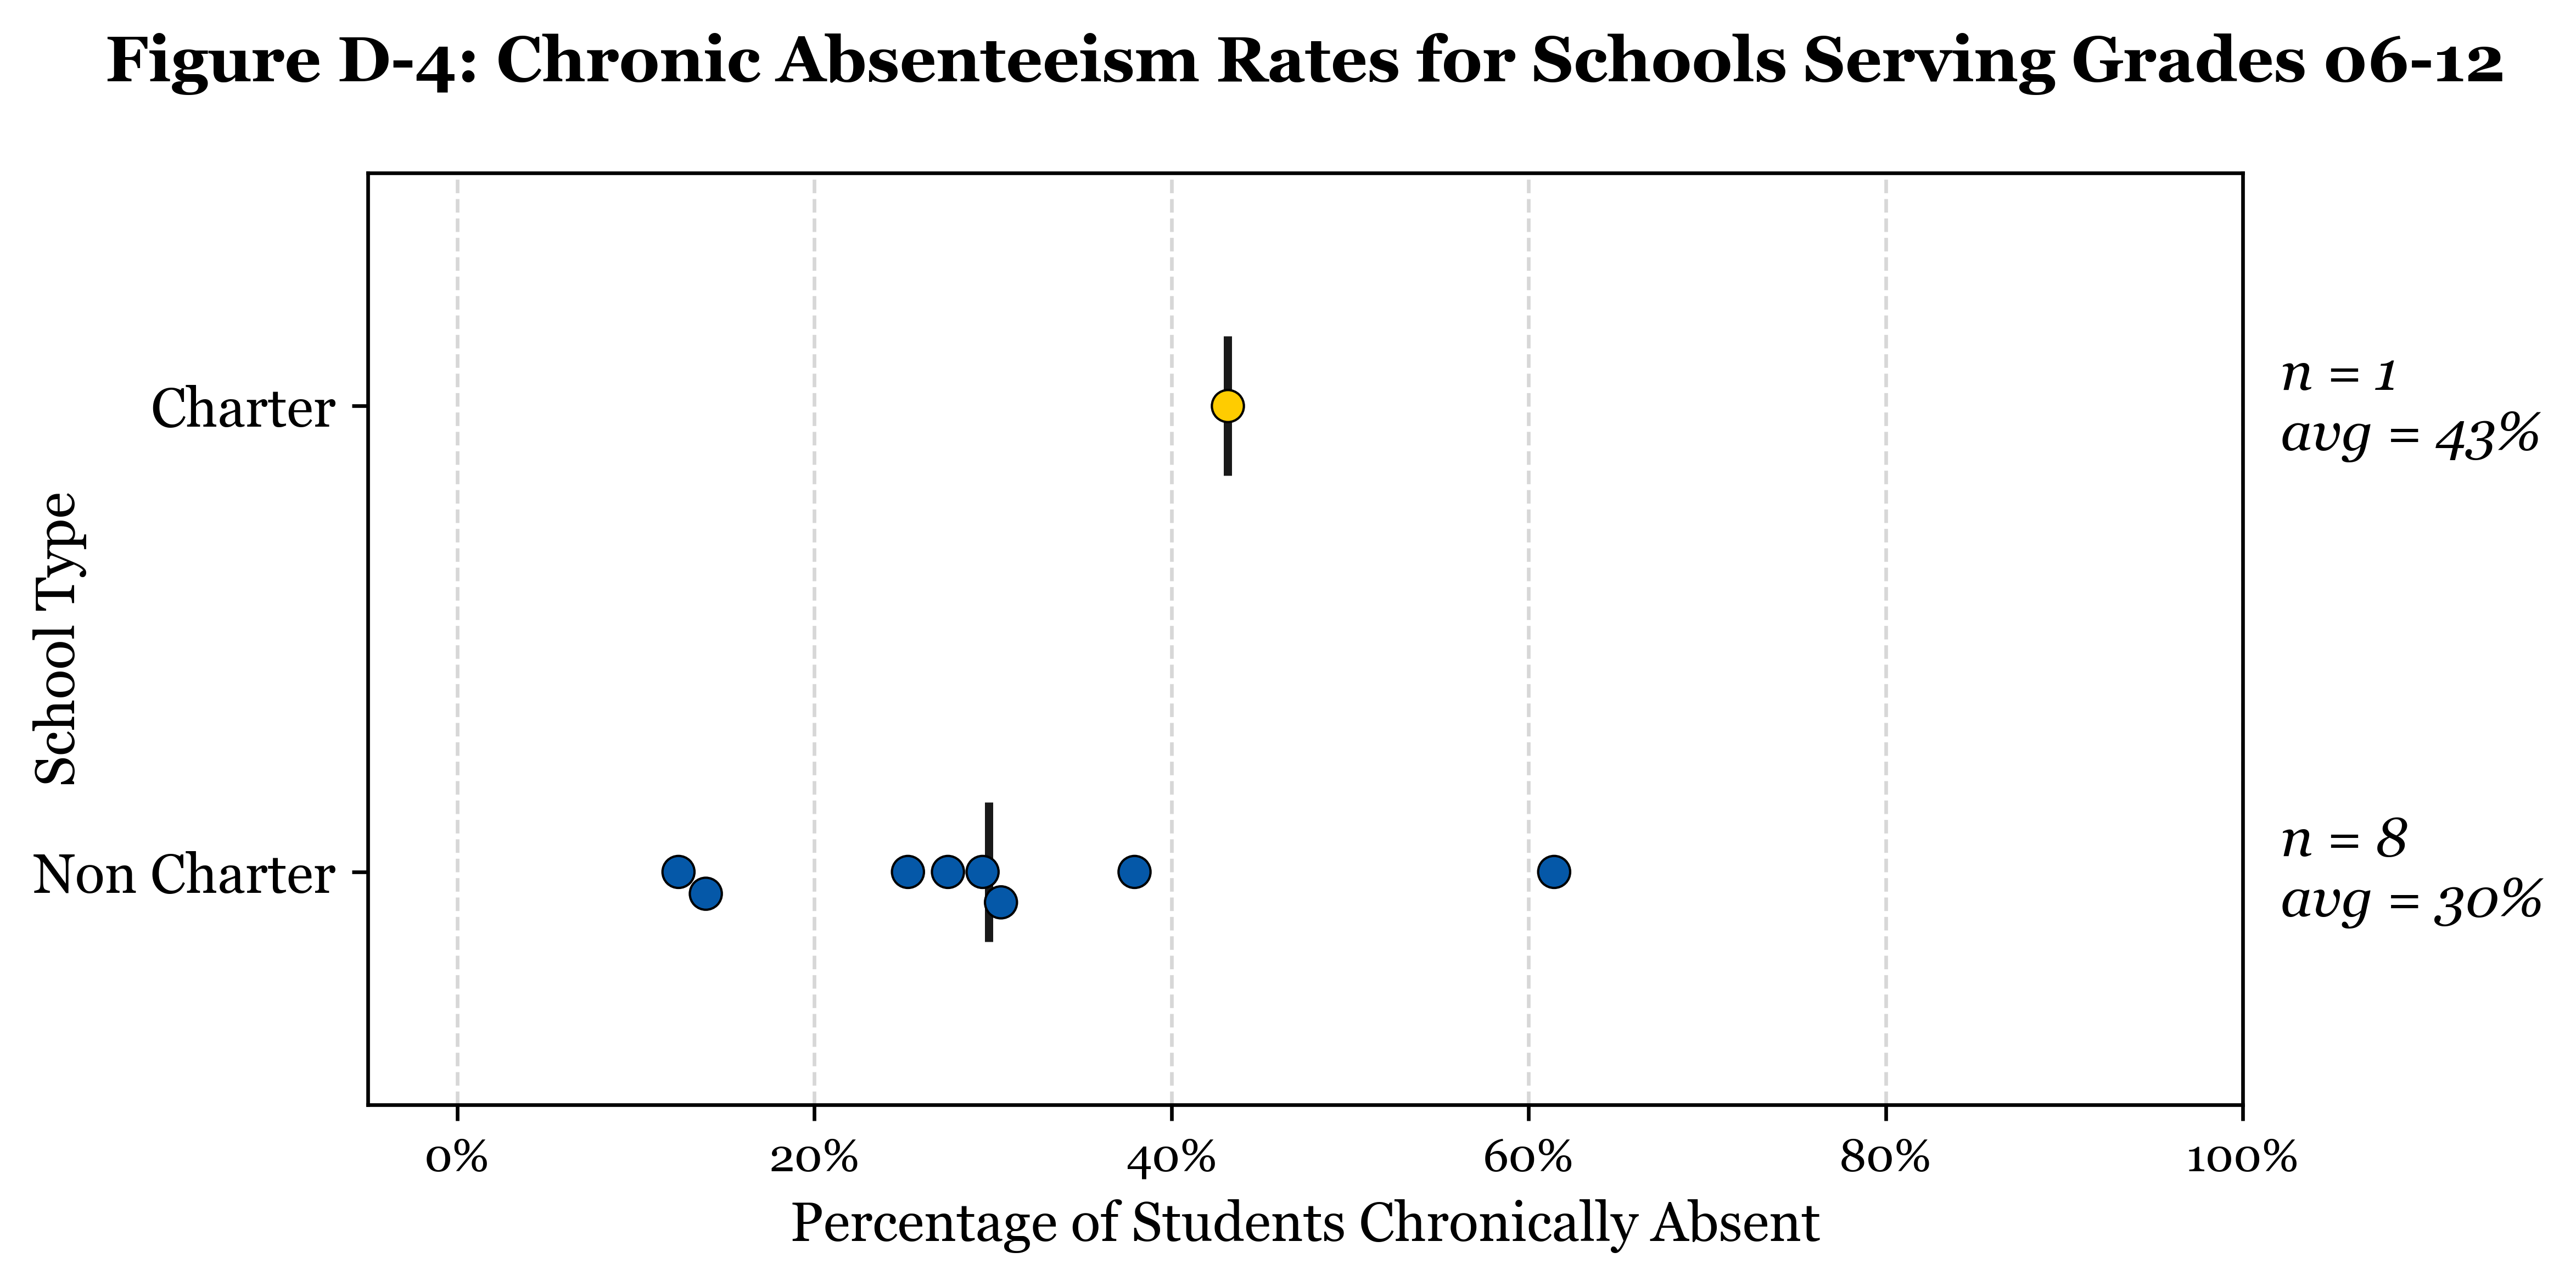 Figure D-4: Chronic Absenteeism Rates for Schools Serving Grades 06-12
School Type
Charter
n = 1
avg = 43%
Non Charter
n = 8
avg = 30%
0% 20% 40% 60% 80% 100%
Percentage of Students Chronically Absent